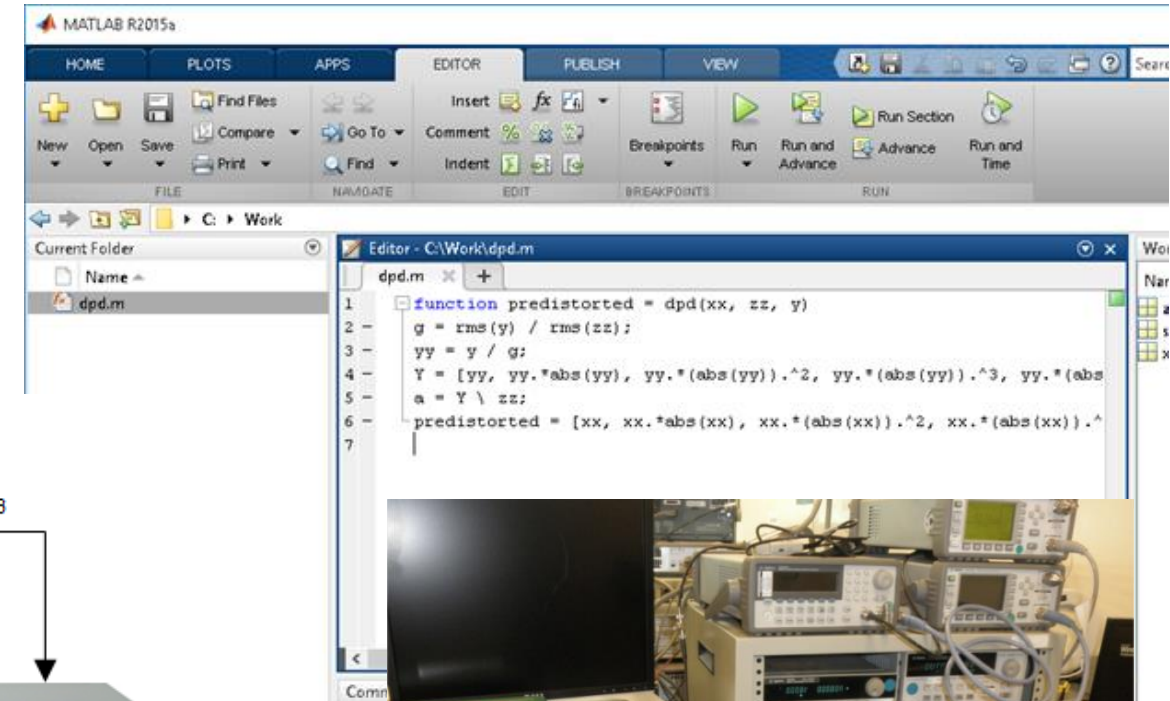 MATLAB R2015a
HOME PLOTS APPS EDITOR PUBLISH VIEW
Find Files Insert fx
New Open Save Compare Go To Comment % Breakpoints Run Run and Advance Run Section Advance Run and Time
Print Find Indent
FILE NAVIGATE EDIT BREAKPOINTS RUN
C: Work
Current Folder Editor - C:\Work\dpd.m
Name dpd.m
dpd.m
1 function predistorted = dpd(xx, zz, y)
2 - g = rms(y) / rms(zz);
3 - yy = y / g;
4 - Y = [yy, yy.*abs(yy), yy.*(abs(yy)).^2, yy.*(abs(yy)).^3, yy.*(abs
5 - a = Y \ zz;
6 - predistorted = [xx, xx.*abs(xx), xx.*(abs(xx)).^2, xx.*(abs(xx)).^
7